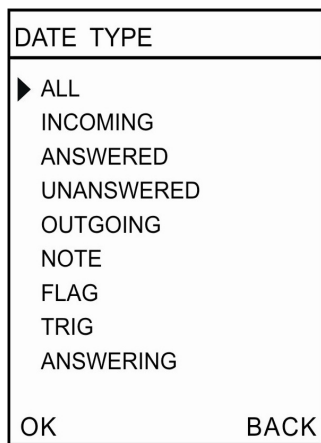 DATE TYPE
ALL
INCOMING
ANSWERED
UNANSWERED
OUTGOING
NOTE
FLAG
TRIG
ANSWERING
OK BACK